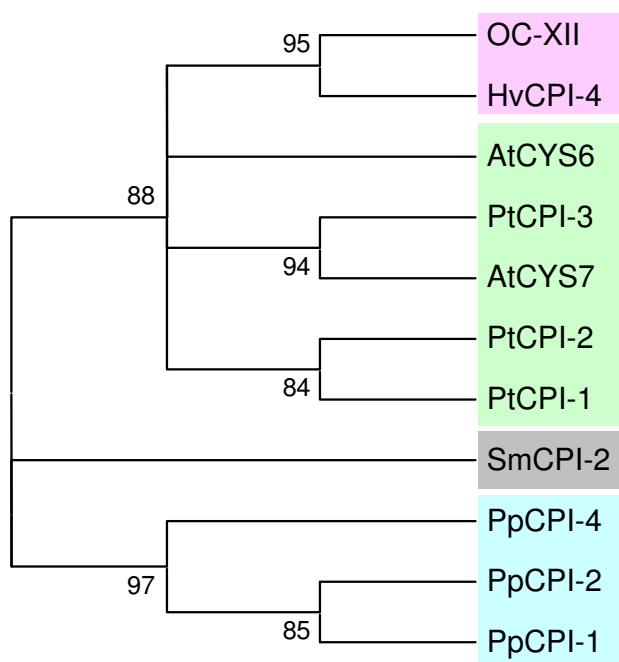 95
OC-XII
HvCPI-4
AtCYS6
88
PtCPI-3
94
AtCYS7
PtCPI-2
84
PtCPI-1
SmCPI-2
PpCPI-4
97
PpCPI-2
85
PpCPI-1